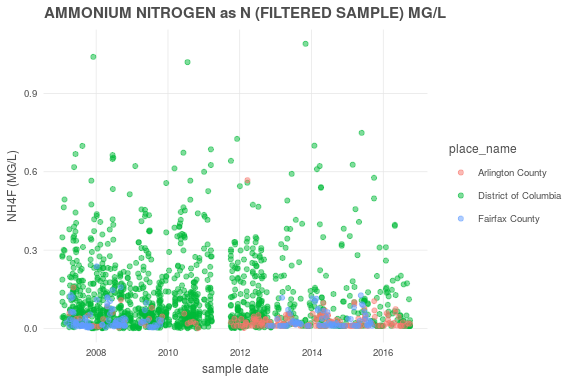 AMMONIUM NITROGEN as N (FILTERED SAMPLE) MG/L
NH4F (MG/L)
0.9
0.6
0.3
0.0
2008
2010
2012
2014
2016
sample date
place_name
Arlington County
District of Columbia
Fairfax County